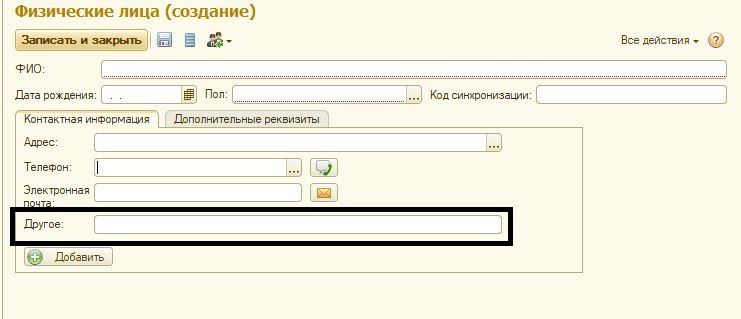 Физические лица (создание)
Записать и закрыть Все действия ?
ФИО:
Дата рождения: . . Пол: ... Код синхронизации:
Контактная информация Дополнительные реквизиты
Адрес: ...
Телефон: ...
Электронная
почта:
Другое:
Добавить